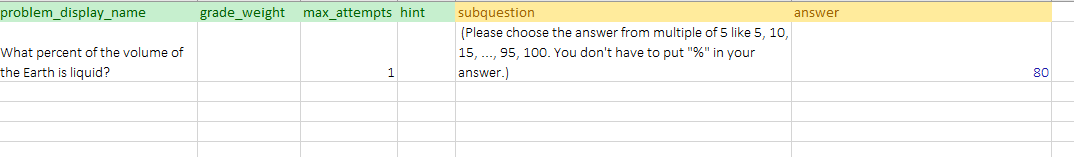 problem_display_name grade_weight max_attempts hint subquestion answer
What percent of the volume of
the Earth is liquid?
1
(Please choose the answer from multiple of 5 like 5, 10,
15, ..., 95, 100. You don't have to put "%" in your
answer.)
80